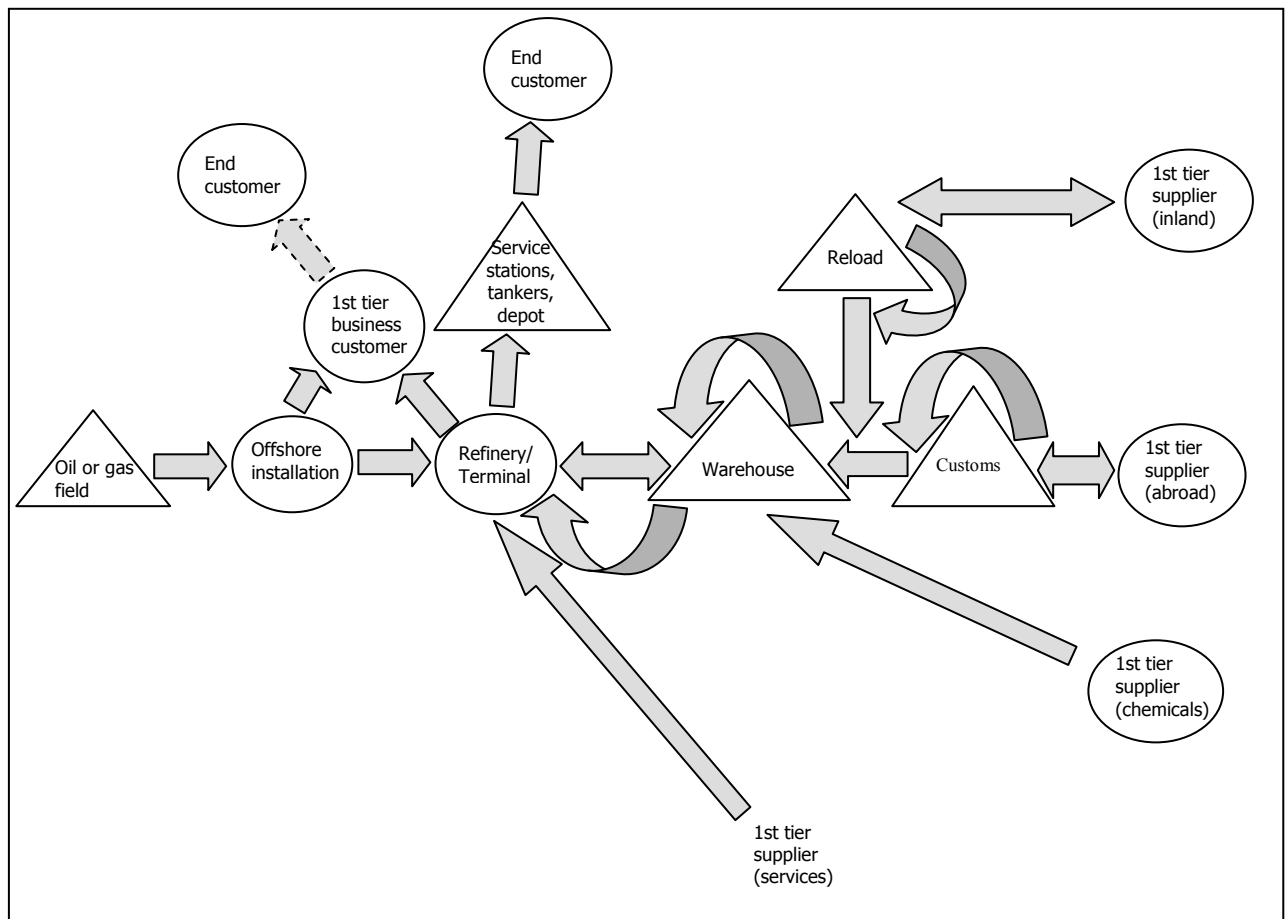 End
customer
End
customer
1st tier
supplier
(inland)
Service
stations,
tankers,
depot
Reload
1st tier
business
customer
Oil or gas
field
Offshore
installation
Refinery/
Terminal
Warehouse
Customs
1st tier
supplier
(abroad)
1st tier
supplier
(chemicals)
1st tier
supplier
(services)